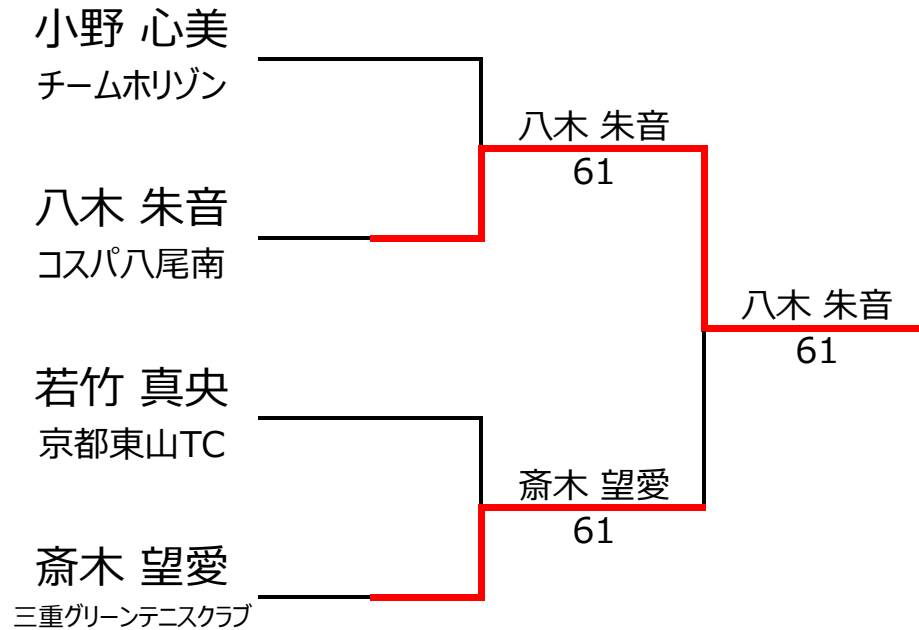 小野 心美
チームホリゾン
八木 朱音
61
八木 朱音
コスパ八尾南
八木 朱音
61
若竹 真央
京都東山TC
斎木 望愛
61
斎木 望愛
三重グリーンテニスクラブ